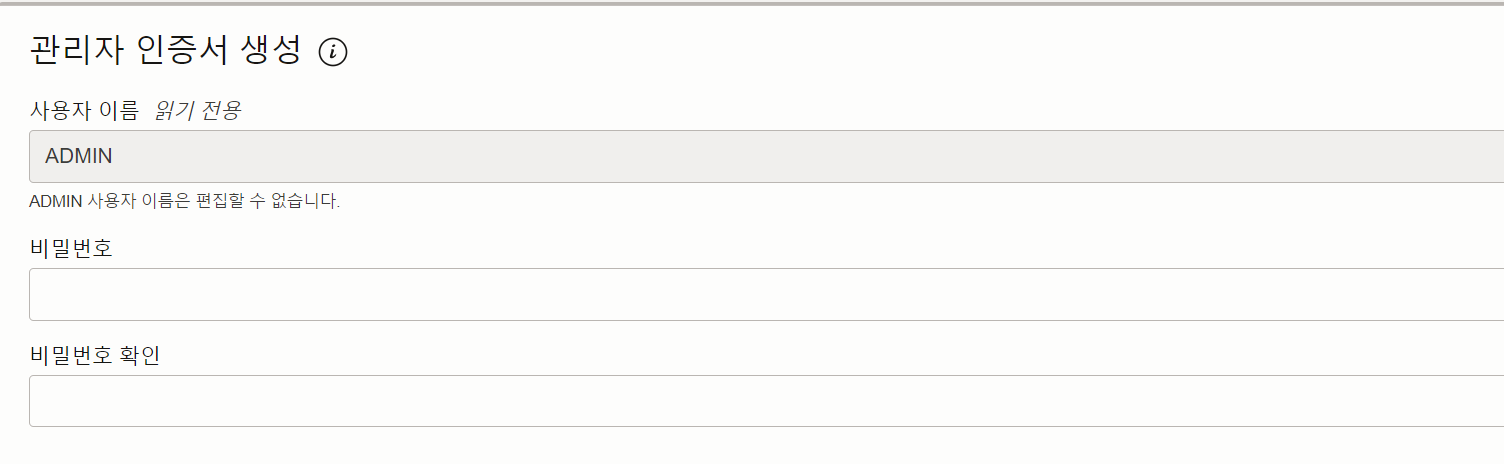 관리자 인증서 생성 i
사용자 이름 읽기 전용
ADMIN
ADMIN 사용자 이름은 편집할 수 없습니다.
비밀번호
비밀번호 확인